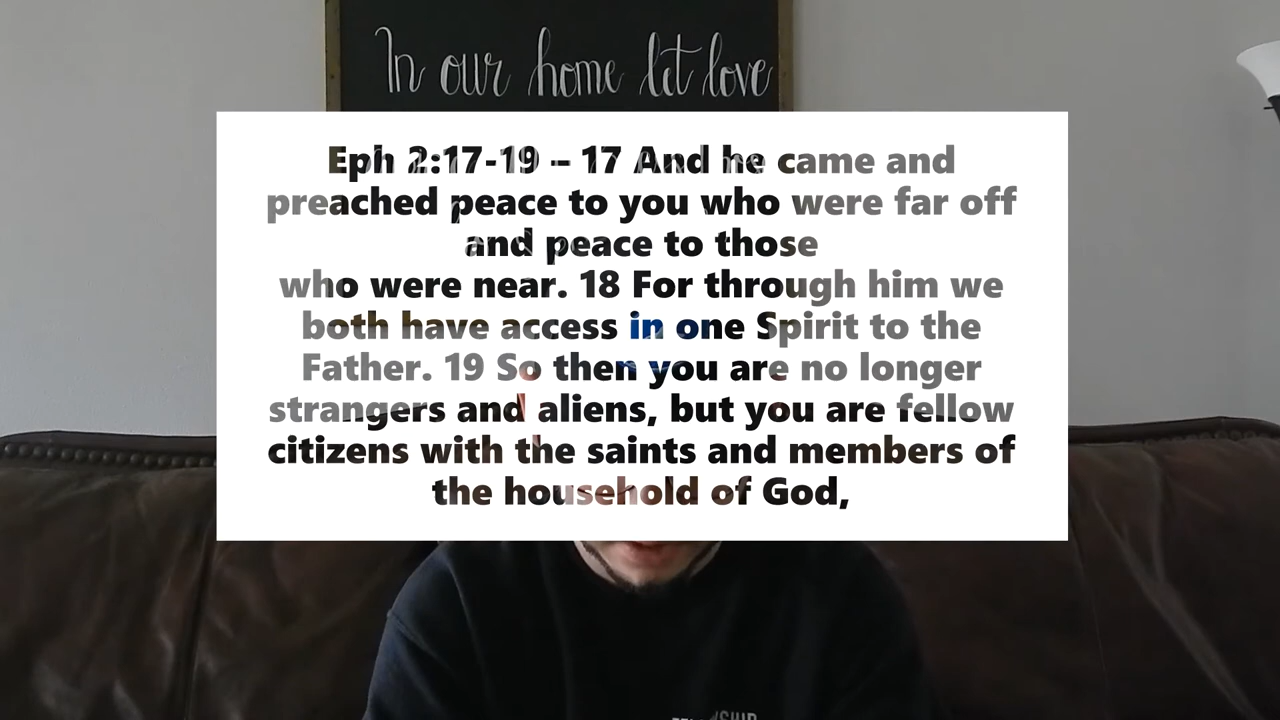 In our home let love
Eph 2:17-19 – 17 And he came and
preached peace to you who were far off
and peace to those
who were near. 18 For through him we
both have access in one Spirit to the
Father. 19 So then you are no longer
strangers and aliens, but you are fellow
citizens with the saints and members of
the household of God,